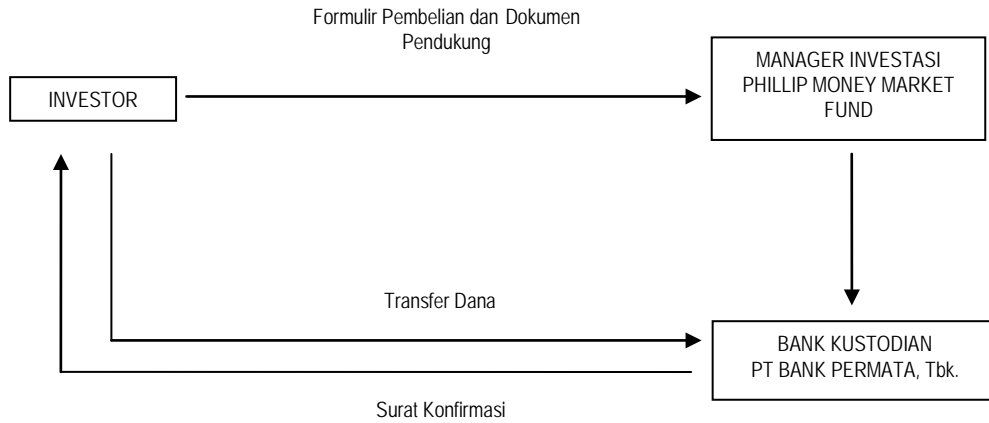 Formulir Pembelian dan Dokumen
Pendukung
MANAGER INVESTASI
PHILLIP MONEY MARKET
FUND
INVESTOR
Transfer Dana
BANK KUSTODIAN
PT BANK PERMATA, Tbk.
Surat Konfirmasi